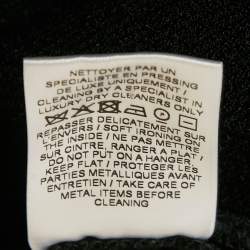 NETTOYER PAR UN
SPECIALISTE EN PRESSING
DE LUXE UNIQUEMENT /
CLEANING BY A SPECIALIST IN
LUXURY DRY CLEANERS ONLY
REPASSER DELICATEMENT SUR
ENVERS / SOFT IRONING ON
THE INSIDE / NE PAS METTRE
SUR CINTRE, RANGER A PLAT /
DO NOT PUT ON A HANGER,
KEEP FLAT / PROTEGER LES
PARTIES METALLIQUES AVANT
ENTRETIEN / TAKE CARE OF
METAL ITEMS BEFORE
CLEANING